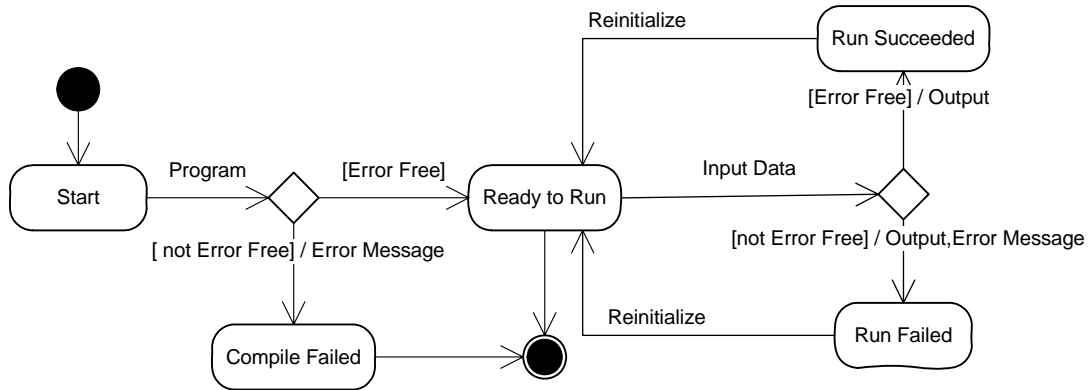 Reinitialize
Run Succeeded
[Error Free] / Output
Program
[Error Free]
Input Data
Start
Ready to Run
[ not Error Free] / Error Message
[not Error Free] / Output,Error Message
Reinitialize
Run Failed
Compile Failed